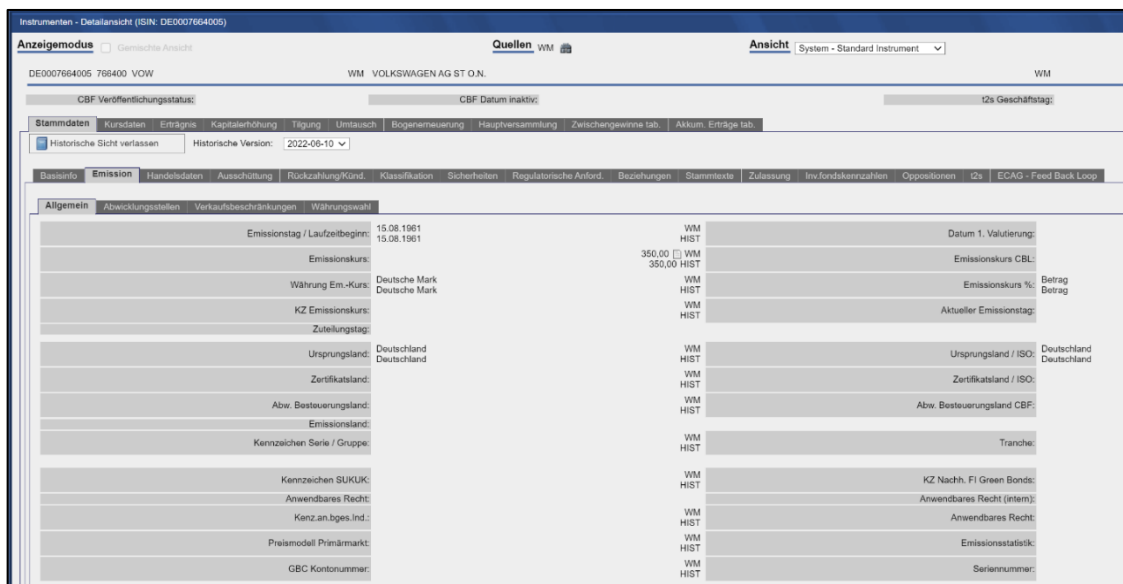 Instrumenten - Detailansicht (ISIN: DE0007664005)
Anzeigemodus Gemischte Ansicht Quellen WM Ansicht System - Standard Instrument
DE0007664005 766400 VOW WM VOLKSWAGEN AG ST O.N. WM
CBF Veröffentlichungsstatus: CBF Datum inaktiv: t2s Geschäftstag:
Stammdaten Kursdaten Erträgnis Kapitalerhöhung Tilgung Umtausch Bogenerneuerung Hauptversammlung Zwischengewinne tab. Akkum. Erträge tab.
Historische Sicht verlassen Historische Version: 2022-06-10
Basisinfo Emission Handelsdaten Ausschüttung Rückzahlung/Künd. Klassifikation Sicherheiten Regulatorische Anford. Beziehungen Stammtexte Zulassung Inv.fondskennzahlen Oppositionen t2s ECAG - Feed Back Loop
Allgemein Abwicklungsstellen Verkaufsbeschränkungen Währungswahl
Emissionstag / Laufzeitbeginn: 15.08.1961 WM Datum 1. Valutierung:
15.08.1961 HIST
Emissionskurs: 350,00 WM Emissionskurs CBL:
350,00 HIST
Währung Em.-Kurs: Deutsche Mark WM Emissionskurs %: Betrag
Deutsche Mark HIST Betrag
KZ Emissionskurs: WM Aktueller Emissionstag:
HIST
Zuteilungstag:
Ursprungsland: Deutschland WM Ursprungsland / ISO: Deutschland
Deutschland HIST Deutschland
Zertifikatsland: WM Zertifikatsland / ISO:
HIST
Abw. Besteuerungsland: WM Abw. Besteuerungsland CBF:
HIST
Emissionsland:
Kennzeichen Serie / Gruppe: WM Tranche:
HIST
Kennzeichen SUKUK: WM KZ Nachh. FI Green Bonds:
HIST
Anwendbares Recht: Anwendbares Recht (intern):
Kenz.an.bges.Ind.: WM Anwendbares Recht:
HIST
Preismodell Primärmarkt: WM Emissionsstatistik:
HIST
GBC Kontonummer: WM Seriennummer:
HIST